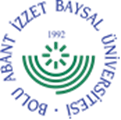 BOLU ABANT İZZET BAYSAL ÜNİVERSİTESİ
1992